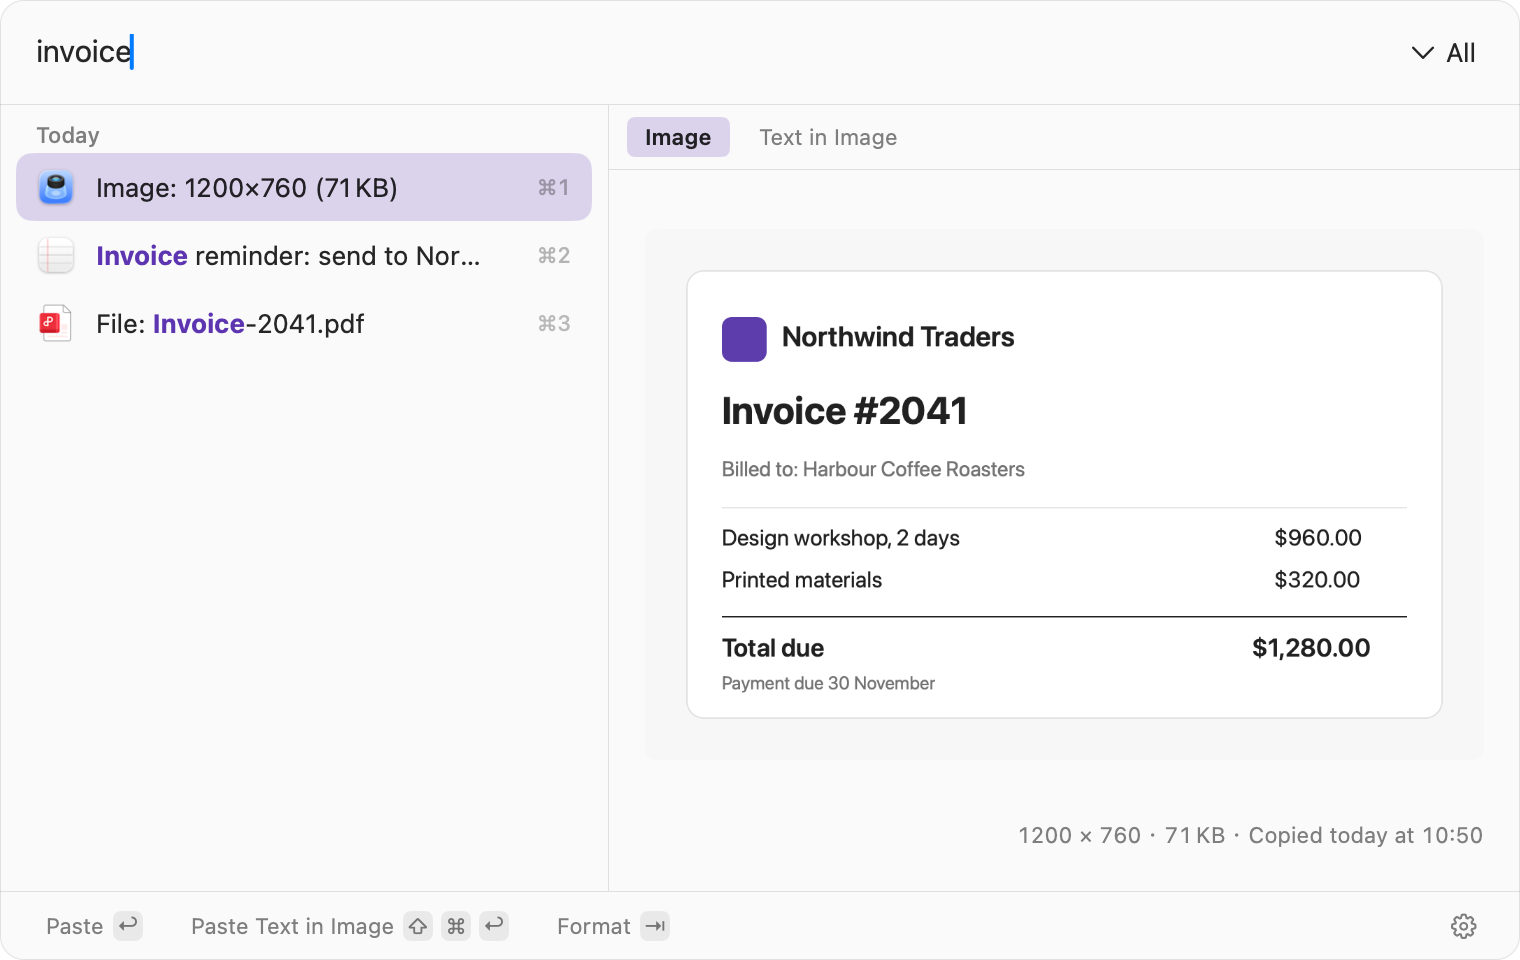 invoice
All
Today
Image: 1200×760 (71 KB) ⌘1
Invoice reminder: send to Nor... ⌘2
File: Invoice-2041.pdf ⌘3
Image Text in Image
Northwind Traders
Invoice #2041
Billed to: Harbour Coffee Roasters
Design workshop, 2 days $960.00
Printed materials $320.00
Total due $1,280.00
Payment due 30 November
1200 × 760 · 71 KB · Copied today at 10:50
Paste Paste Text in Image ⌘ Format